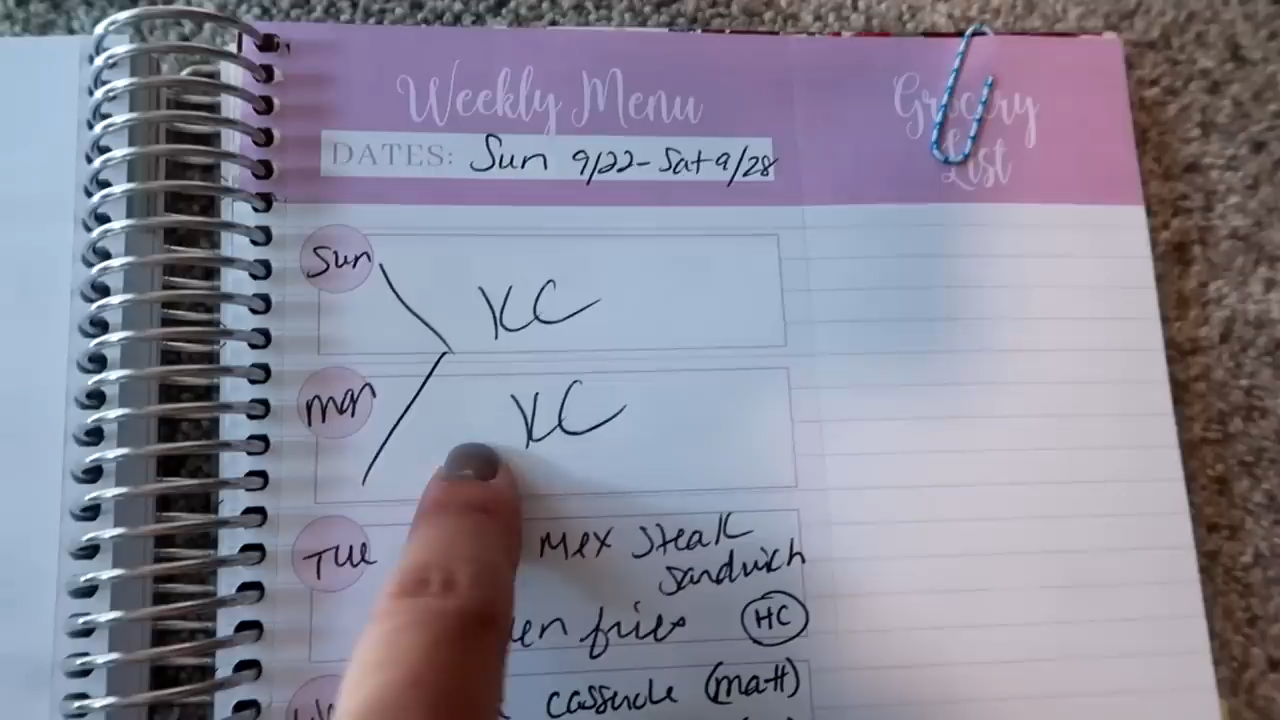 Weekly Menu
Grocery
List
DATES: Sun 9/22 - Sat 9/28
Sun KC
Mon KC
Tue Mex Steak
sandwich
fries HC
casserole (matt)